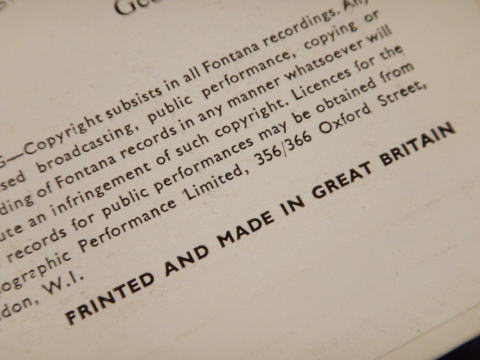 G—Copyright subsists in all Fontana recordings. Any
sed broadcasting, public performance, copying or
ding of Fontana records in any manner whatsoever will
ute an infringement of such copyright. Licences for the
records for public performances may be obtained from
ographic Performance Limited, 356/366 Oxford Street,
don, W.1.
PRINTED AND MADE IN GREAT BRITAIN